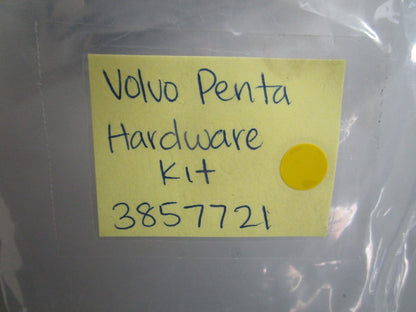 Volvo Penta
Hardware
Kit
3857721